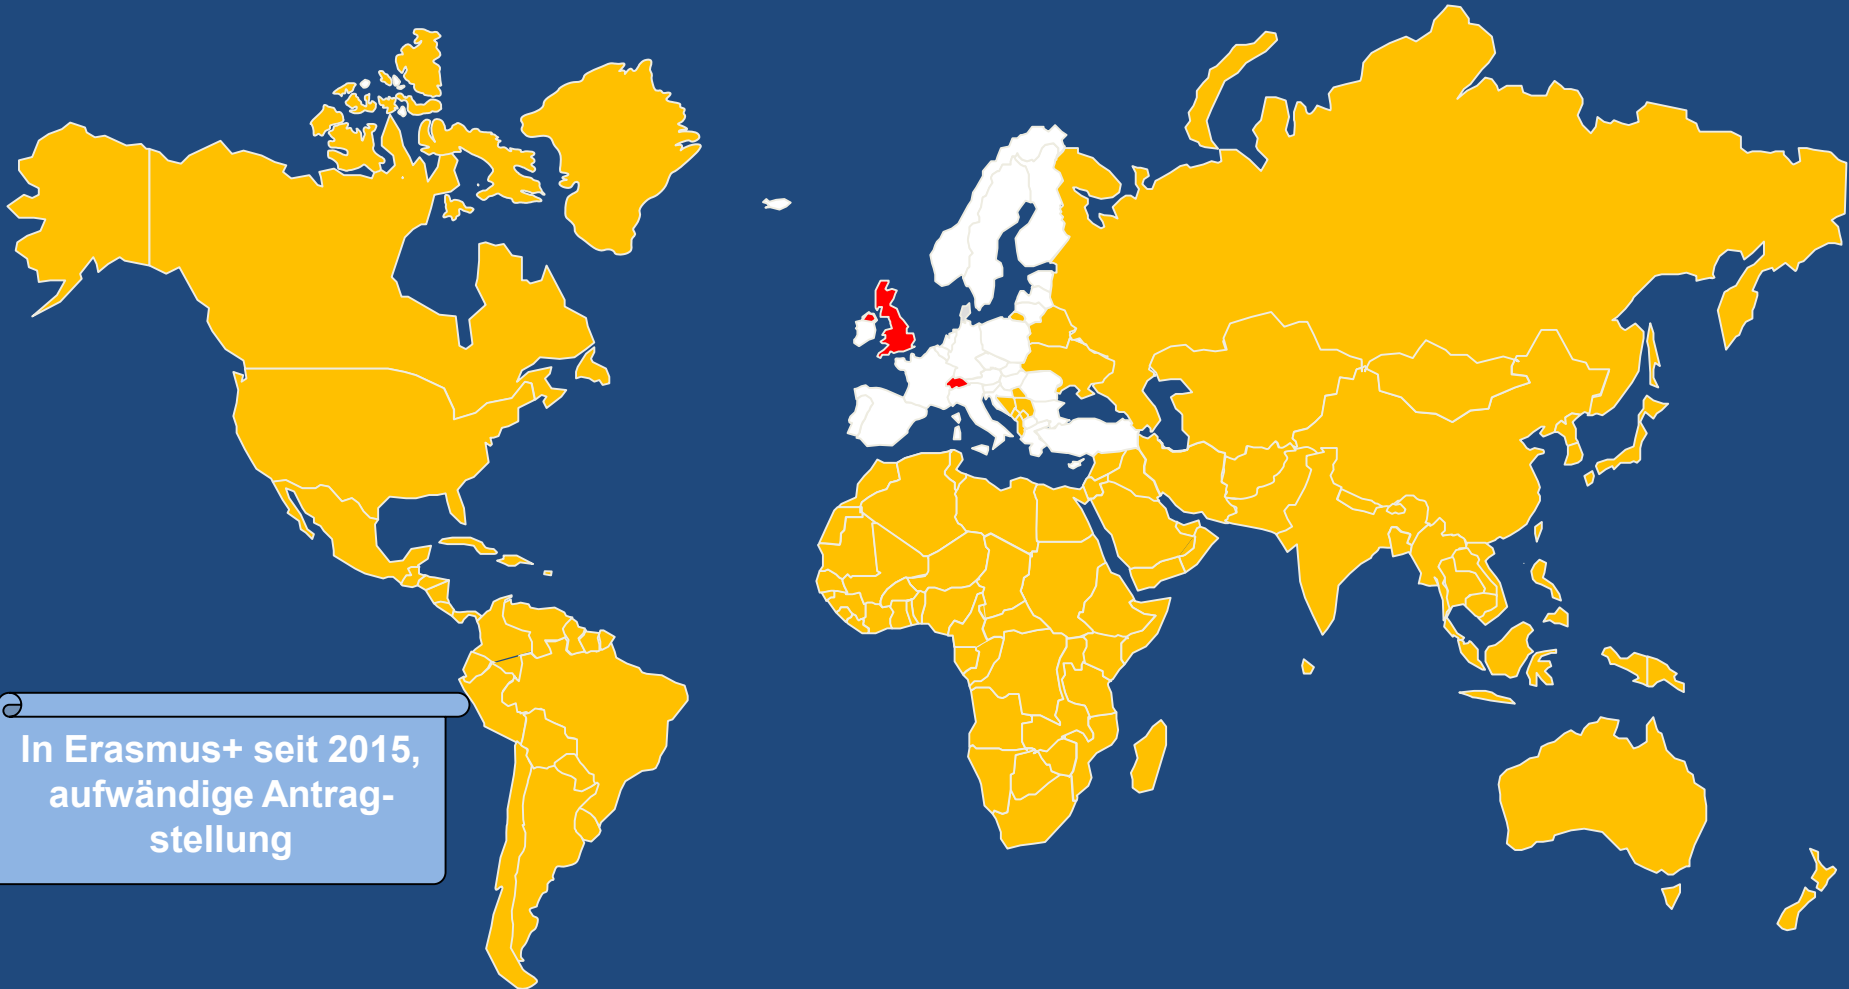 In Erasmus+ seit 2015,
aufwändige Antrag-
stellung